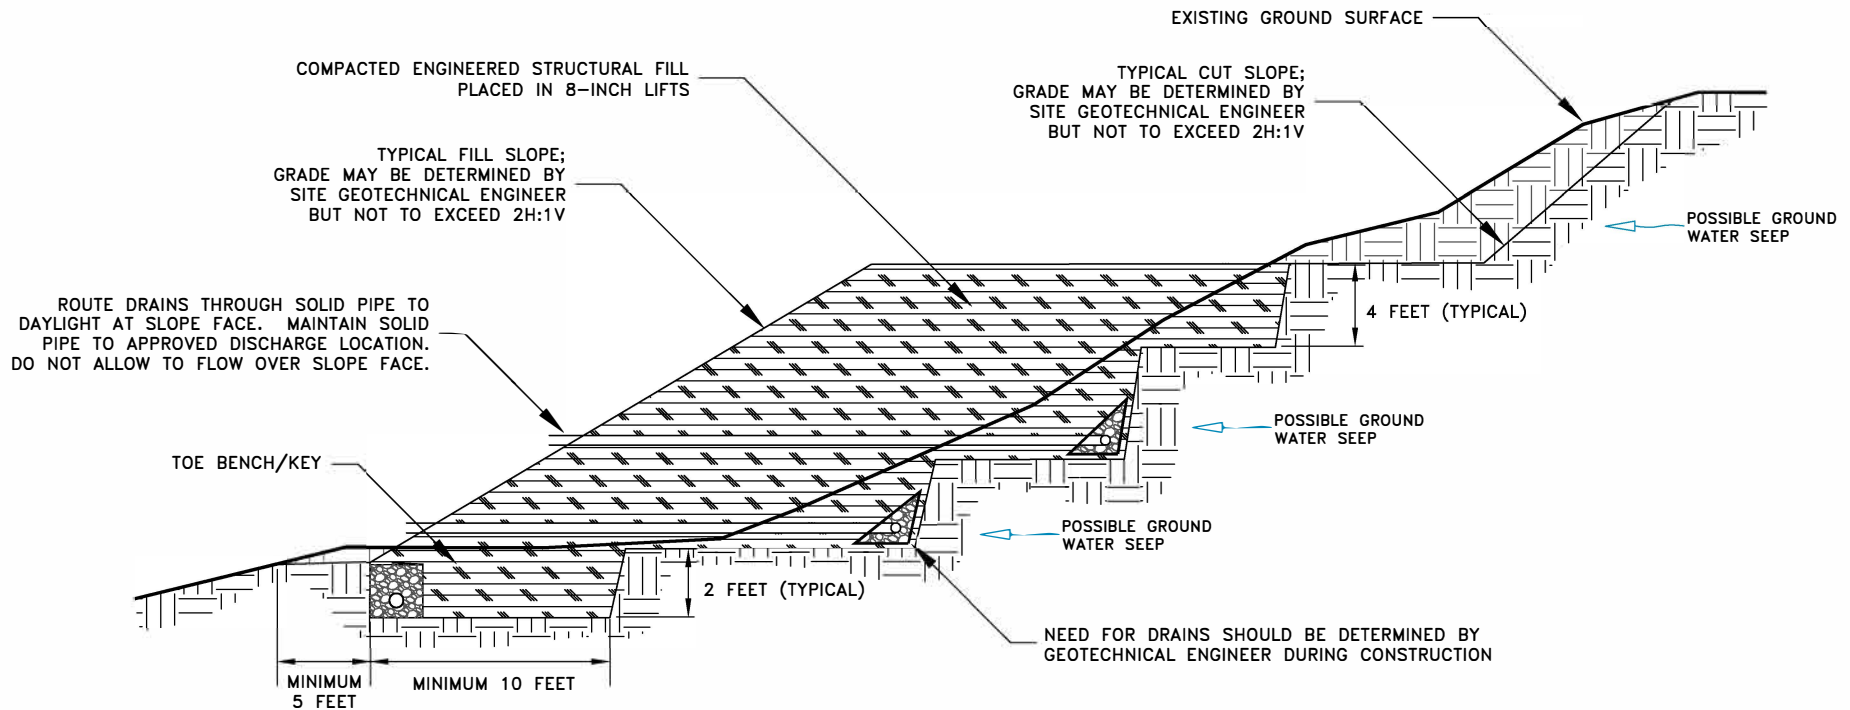 EXISTING GROUND SURFACE
COMPACTED ENGINEERED STRUCTURAL FILL
PLACED IN 8-INCH LIFTS
TYPICAL CUT SLOPE;
GRADE MAY BE DETERMINED BY
SITE GEOTECHNICAL ENGINEER
BUT NOT TO EXCEED 2H:1V
TYPICAL FILL SLOPE;
GRADE MAY BE DETERMINED BY
SITE GEOTECHNICAL ENGINEER
BUT NOT TO EXCEED 2H:1V
POSSIBLE GROUND
WATER SEEP
ROUTE DRAINS THROUGH SOLID PIPE TO
DAYLIGHT AT SLOPE FACE. MAINTAIN SOLID
PIPE TO APPROVED DISCHARGE LOCATION.
DO NOT ALLOW TO FLOW OVER SLOPE FACE.
4 FEET (TYPICAL)
POSSIBLE GROUND
WATER SEEP
TOE BENCH/KEY
POSSIBLE GROUND
WATER SEEP
2 FEET (TYPICAL)
NEED FOR DRAINS SHOULD BE DETERMINED BY
GEOTECHNICAL ENGINEER DURING CONSTRUCTION
MINIMUM
5 FEET
MINIMUM 10 FEET